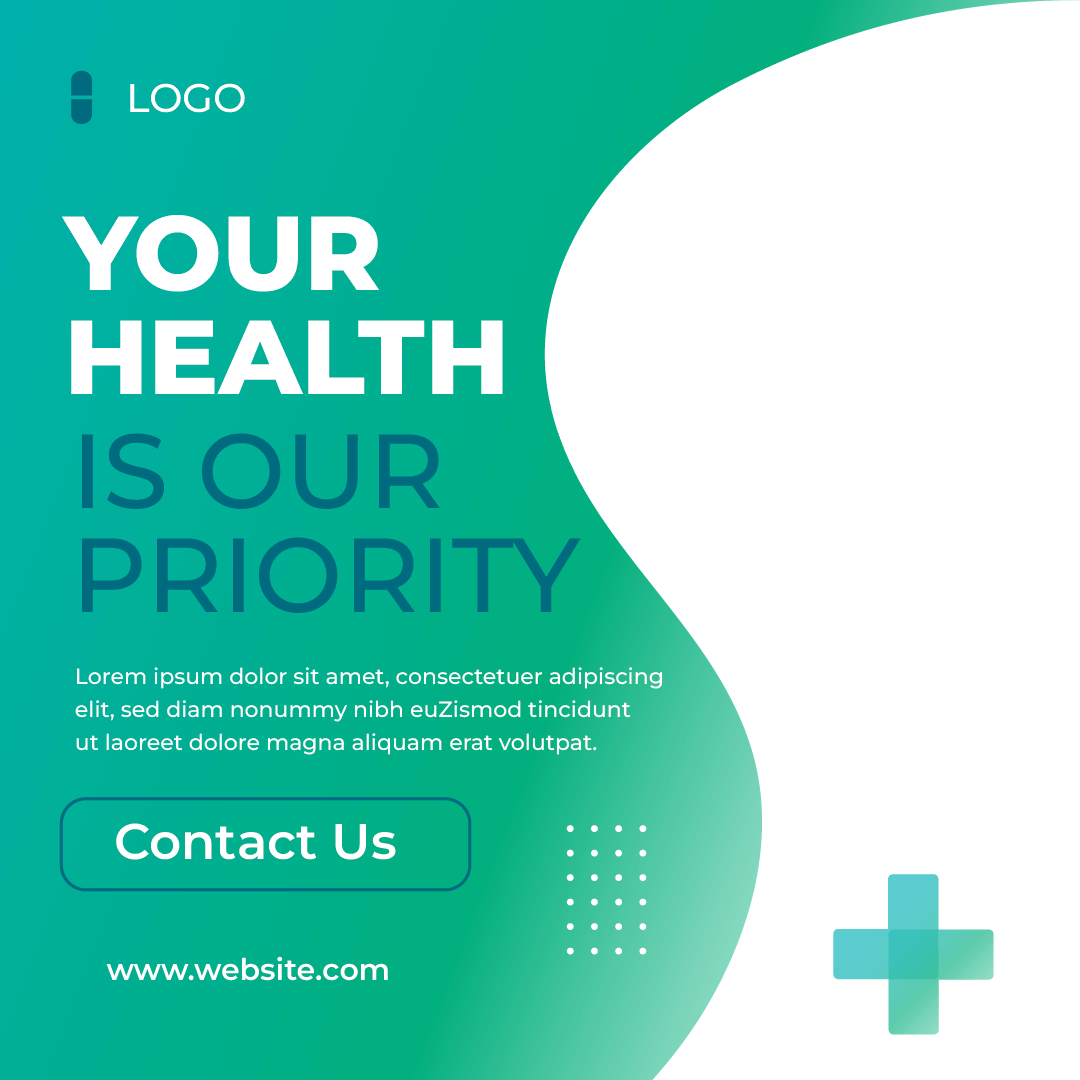 LOGO
YOUR
HEALTH
IS OUR
PRIORITY
Lorem ipsum dolor sit amet, consectetuer adipiscing
elit, sed diam nonummy nibh euZismod tincidunt
ut laoreet dolore magna aliquam erat volutpat.
Contact Us
www.website.com